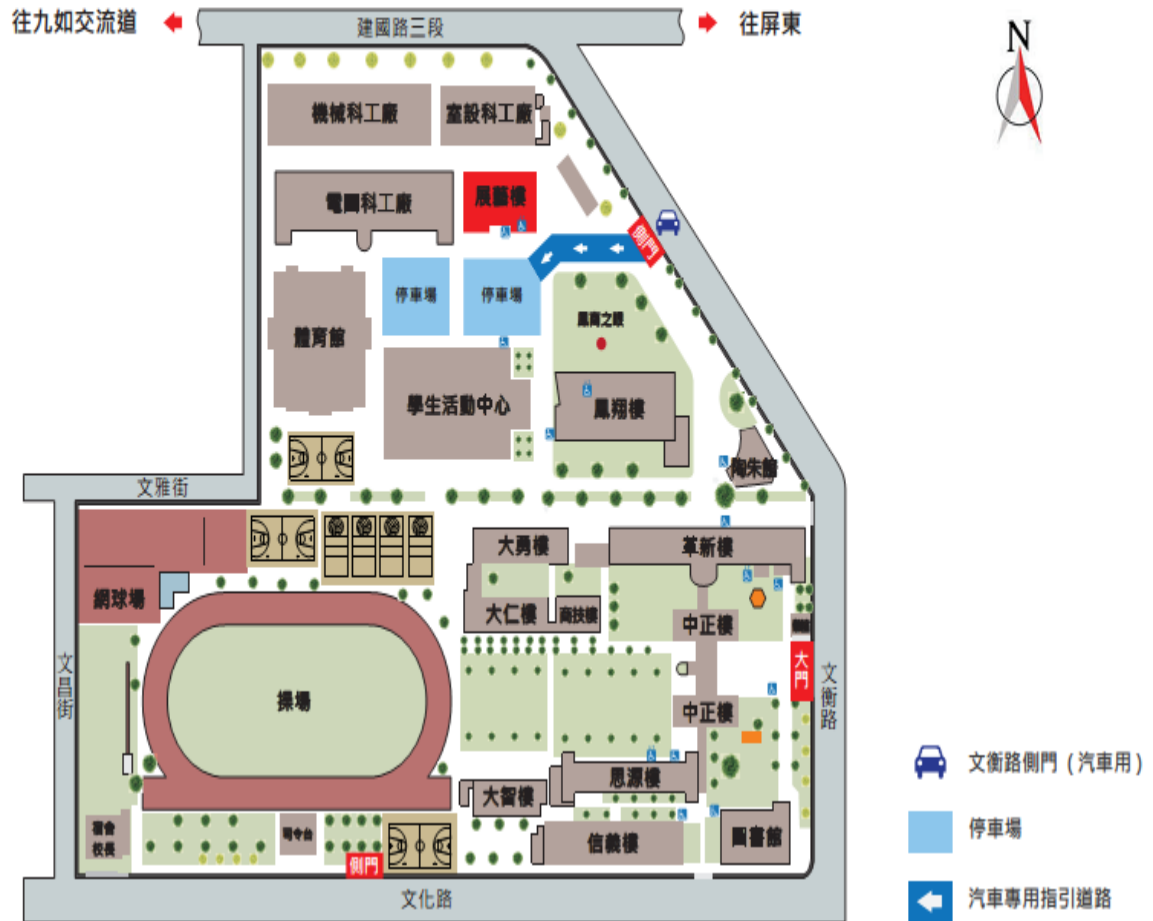 往九如交流道
建國路三段
往屏東
N
機械科工廠
室設科工廠
電圖科工廠
展藝樓
側門
停車場
停車場
體育館
鳳商之眼
學生活動中心
鳳翔樓
陶朱館
文雅街
大勇樓
革新樓
網球場
大仁樓
商技樓
中正樓
大門
文昌街
操場
文衡路
中正樓
思源樓
大智樓
宿舍
校長
司令台
信義樓
圖書館
側門
文化路
文衡路側門 ( 汽車用 )
停車場
汽車專用指引道路